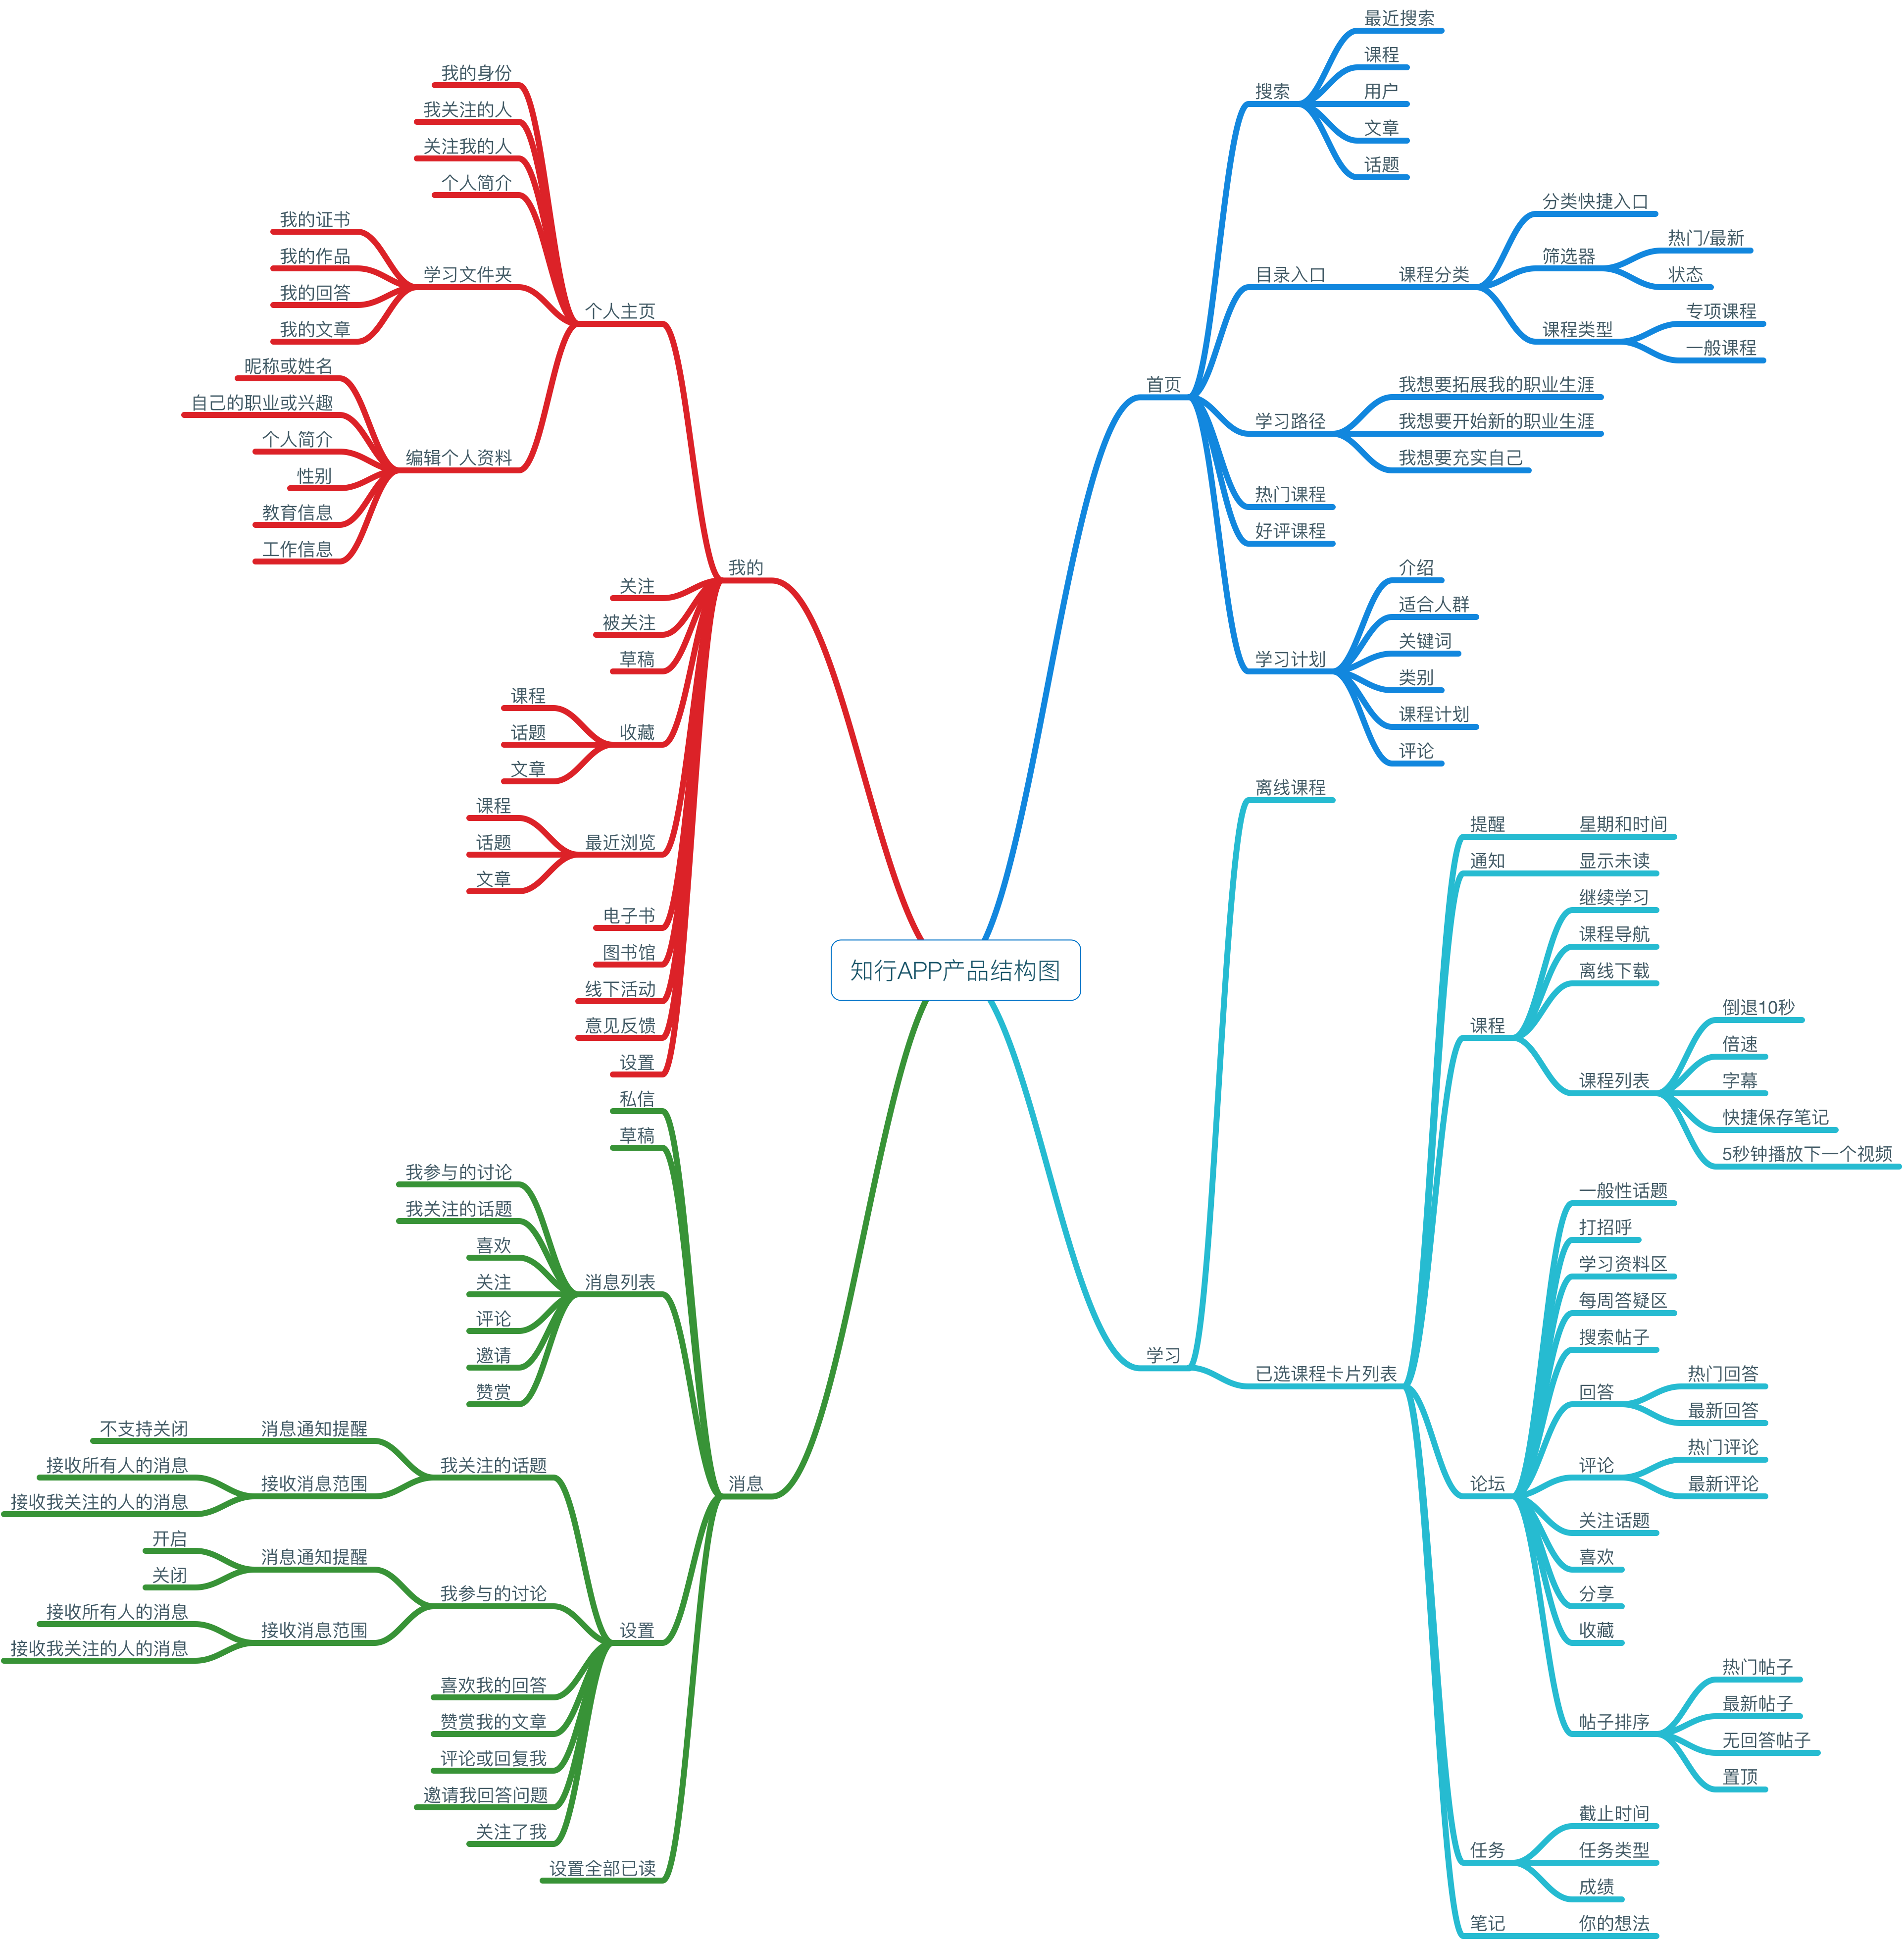 知行APP产品结构图
首页
搜索
最近搜索
课程
用户
文章
话题
目录入口
课程分类
分类快捷入口
筛选器
热门/最新
状态
课程类型
专项课程
一般课程
学习路径
我想要拓展我的职业生涯
我想要开始新的职业生涯
我想要充实自己
热门课程
好评课程
学习计划
介绍
适合人群
关键词
类别
课程计划
评论
学习
离线课程
已选课程卡片列表
提醒
星期和时间
通知
显示未读
课程
继续学习
课程导航
离线下载
课程列表
倒退10秒
倍速
字幕
快捷保存笔记
5秒钟播放下一个视频
论坛
一般性话题
打招呼
学习资料区
每周答疑区
搜索帖子
回答
热门回答
最新回答
评论
热门评论
最新评论
关注话题
喜欢
分享
收藏
帖子排序
热门帖子
最新帖子
无回答帖子
置顶
任务
截止时间
任务类型
成绩
笔记
你的想法
我的
个人主页
我的身份
我关注的人
关注我的人
个人简介
学习文件夹
我的证书
我的作品
我的回答
我的文章
编辑个人资料
昵称或姓名
自己的职业或兴趣
个人简介
性别
教育信息
工作信息
关注
被关注
草稿
收藏
课程
话题
文章
最近浏览
课程
话题
文章
电子书
图书馆
线下活动
意见反馈
设置
消息
私信
草稿
消息列表
我参与的讨论
我关注的话题
喜欢
关注
评论
邀请
赞赏
设置
我关注的话题
消息通知提醒
不支持关闭
接收消息范围
接收所有人的消息
接收我关注的人的消息
我参与的讨论
消息通知提醒
开启
关闭
接收消息范围
接收所有人的消息
接收我关注的人的消息
喜欢我的回答
赞赏我的文章
评论或回复我
邀请我回答问题
关注了我
设置全部已读